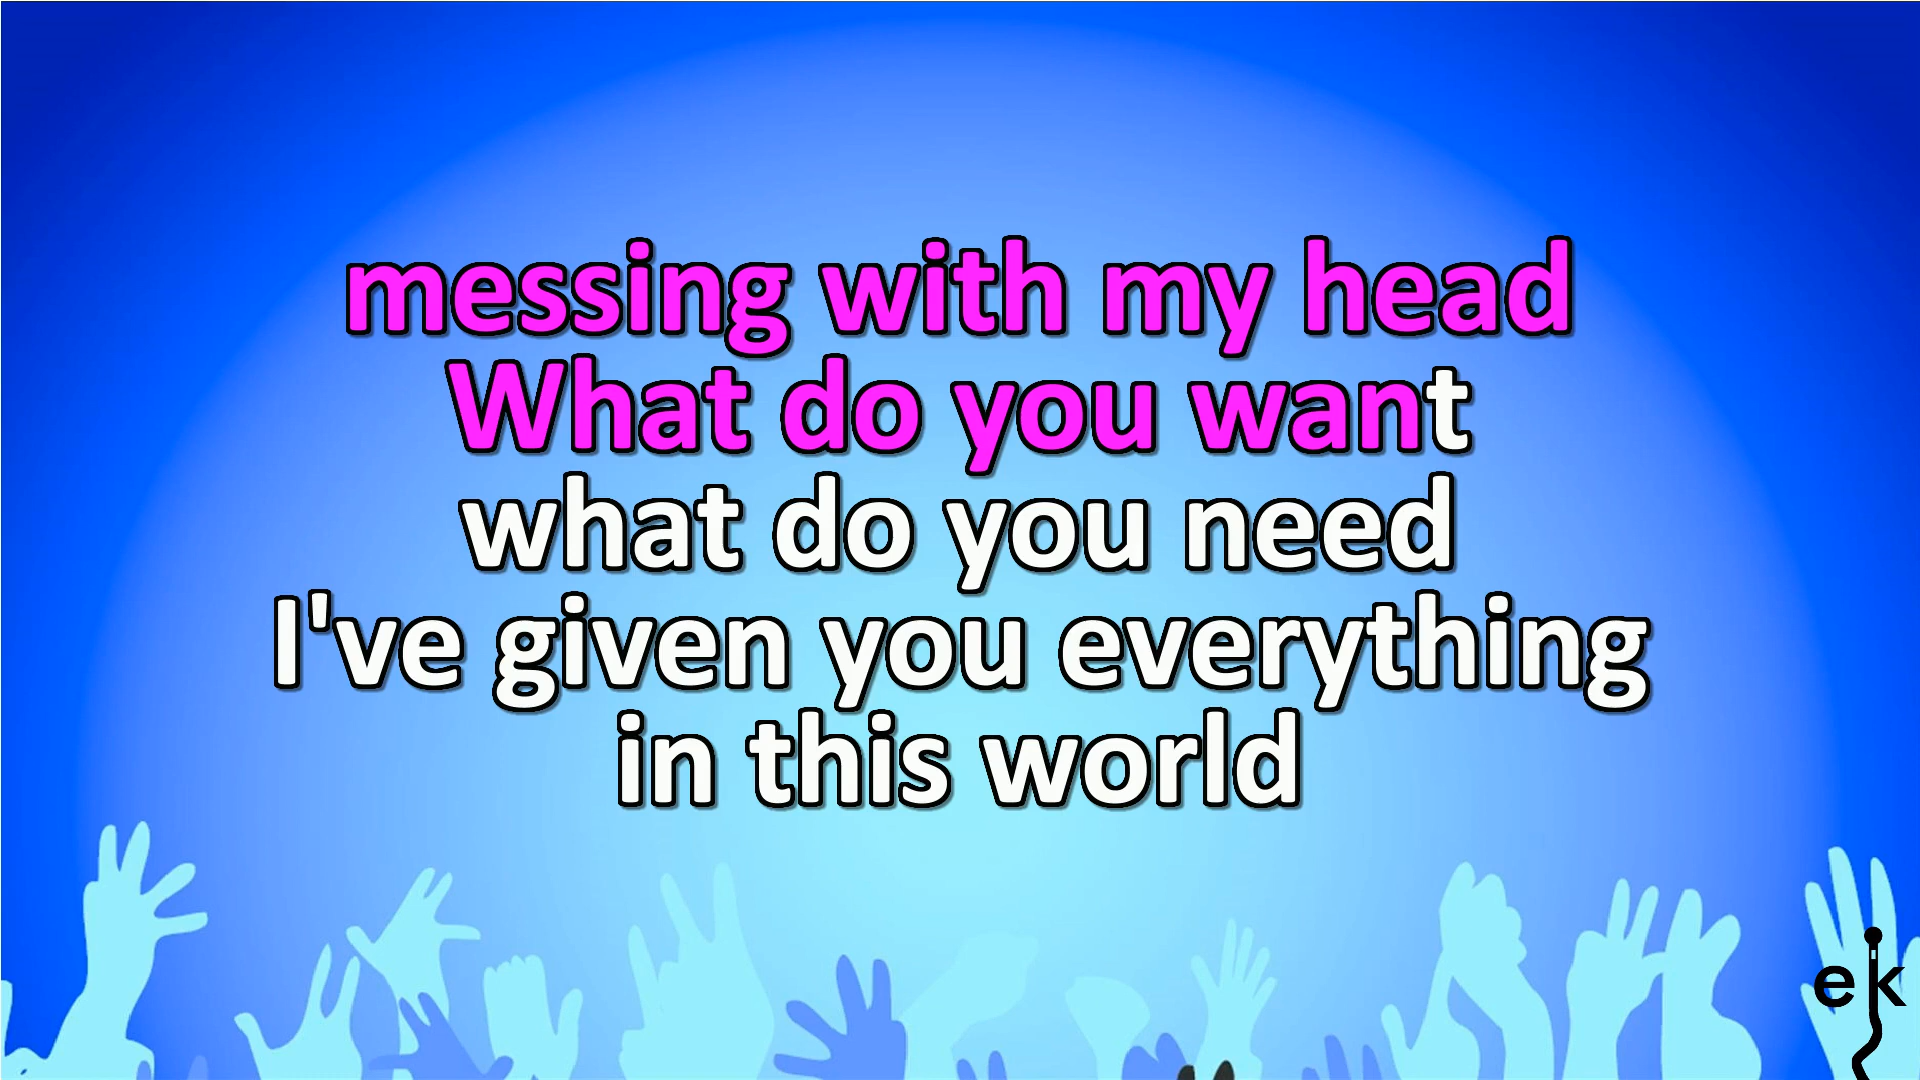 messing with my head
What do you want
what do you need
I've given you everything
in this world
ek